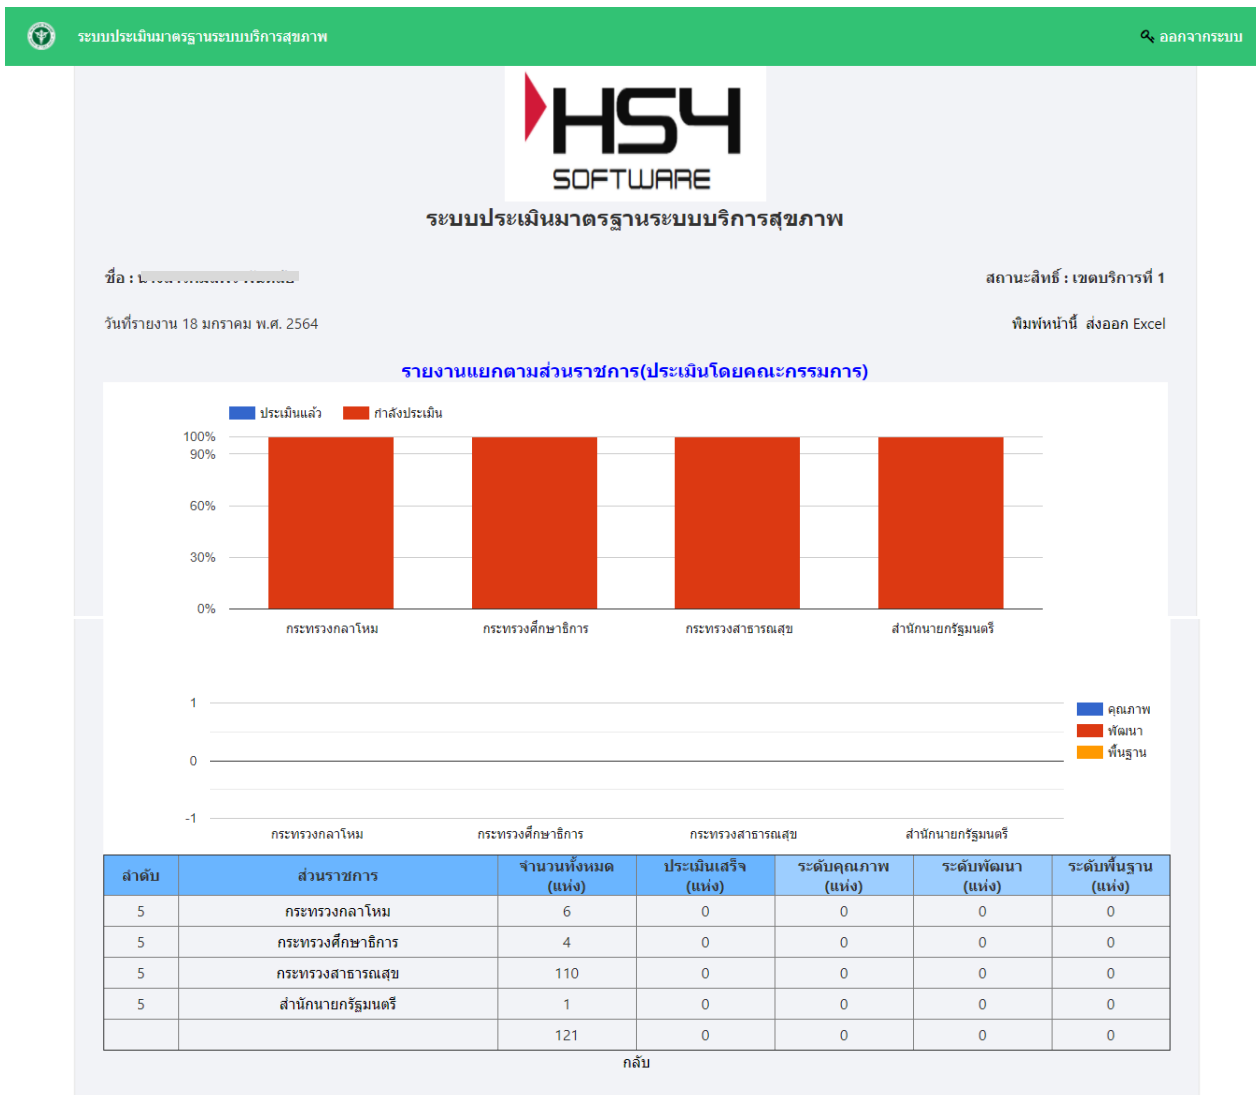 ระบบประเมินมาตรฐานระบบบริการสุขภาพ ออกจากระบบ
HS4
SOFTWARE
ระบบประเมินมาตรฐานระบบบริการสุขภาพ
ชื่อ : สถานะสิทธิ์ : เขตบริการที่ 1
วันที่รายงาน 18 มกราคม พ.ศ. 2564 พิมพ์หน้านี้ ส่งออก Excel
รายงานแยกตามส่วนราชการ(ประเมินโดยคณะกรรมการ)
ประเมินแล้ว กำลังประเมิน
100%
90%
60%
30%
0%
กระทรวงกลาโหม กระทรวงศึกษาธิการ กระทรวงสาธารณสุข สำนักนายกรัฐมนตรี
1
0
-1
คุณภาพ
พัฒนา
พื้นฐาน
กระทรวงกลาโหม กระทรวงศึกษาธิการ กระทรวงสาธารณสุข สำนักนายกรัฐมนตรี
ลำดับ ส่วนราชการ จำนวนทั้งหมด (แห่ง) ประเมินเสร็จ (แห่ง) ระดับคุณภาพ (แห่ง) ระดับพัฒนา (แห่ง) ระดับพื้นฐาน (แห่ง)
5 กระทรวงกลาโหม 6 0 0 0 0
5 กระทรวงศึกษาธิการ 4 0 0 0 0
5 กระทรวงสาธารณสุข 110 0 0 0 0
5 สำนักนายกรัฐมนตรี 1 0 0 0 0
121 0 0 0 0
กลับ